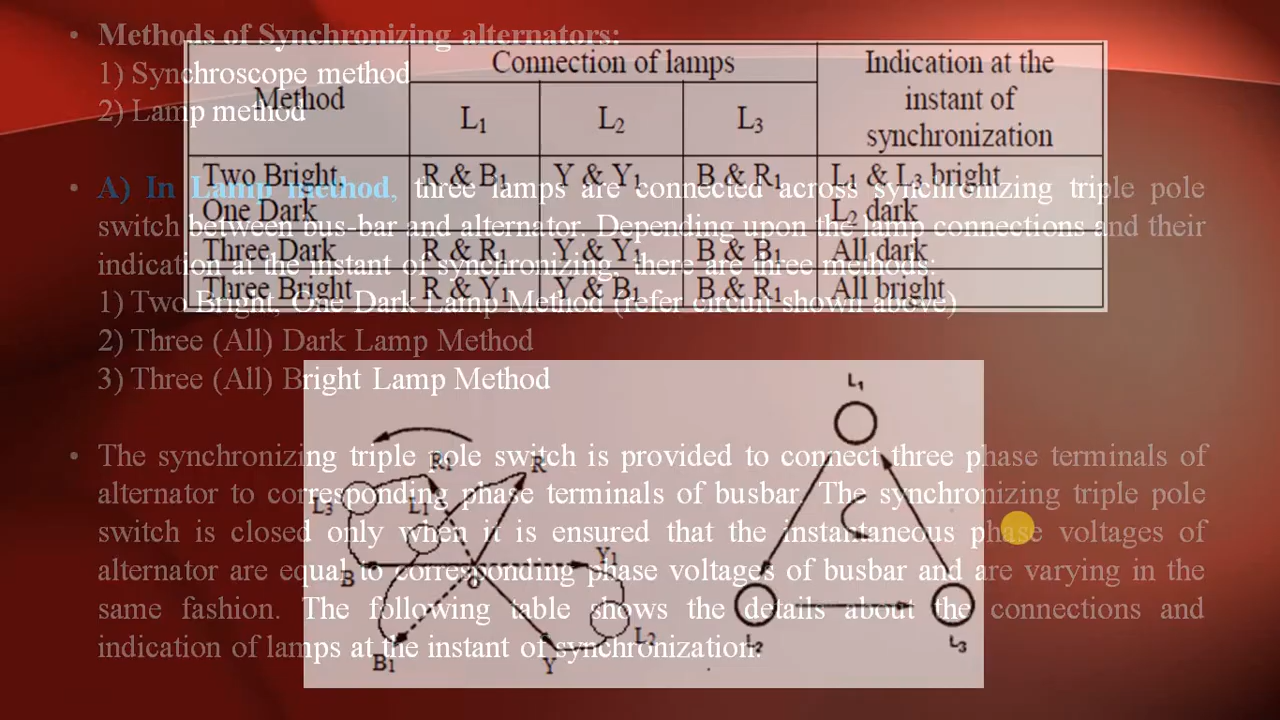 • Methods of Synchronizing alternators:
1) Synchroscope method
2) Lamp method
• A) In Lamp method, three lamps are connected across synchronizing triple pole
switch between bus-bar and alternator. Depending upon the lamp connections and their
indication at the instant of synchronizing, there are three methods:
1) Two Bright, One Dark Lamp Method (refer circuit shown above)
2) Three (All) Dark Lamp Method
3) Three (All) Bright Lamp Method
• The synchronizing triple pole switch is provided to connect three phase terminals of
alternator to corresponding phase terminals of busbar. The synchronizing triple pole
switch is closed only when it is ensured that the instantaneous phase voltages of
alternator are equal to corresponding phase voltages of busbar and are varying in the
same fashion. The following table shows the details about the connections and
indication of lamps at the instant of synchronization.
Method
Connection of lamps
Indication at the
instant of
synchronization
L1 L2 L3
Two Bright, R & B1 Y & Y1 B & R1 L1 & L3 bright
One Dark L2 dark
Three Dark R & R1 Y & Y1 B & B1 All dark
Three Bright R & Y1 Y & B1 B & R1 All bright
R1 R
L3 L1
B O Y1
L2
B1 Y
L1
L2 L3